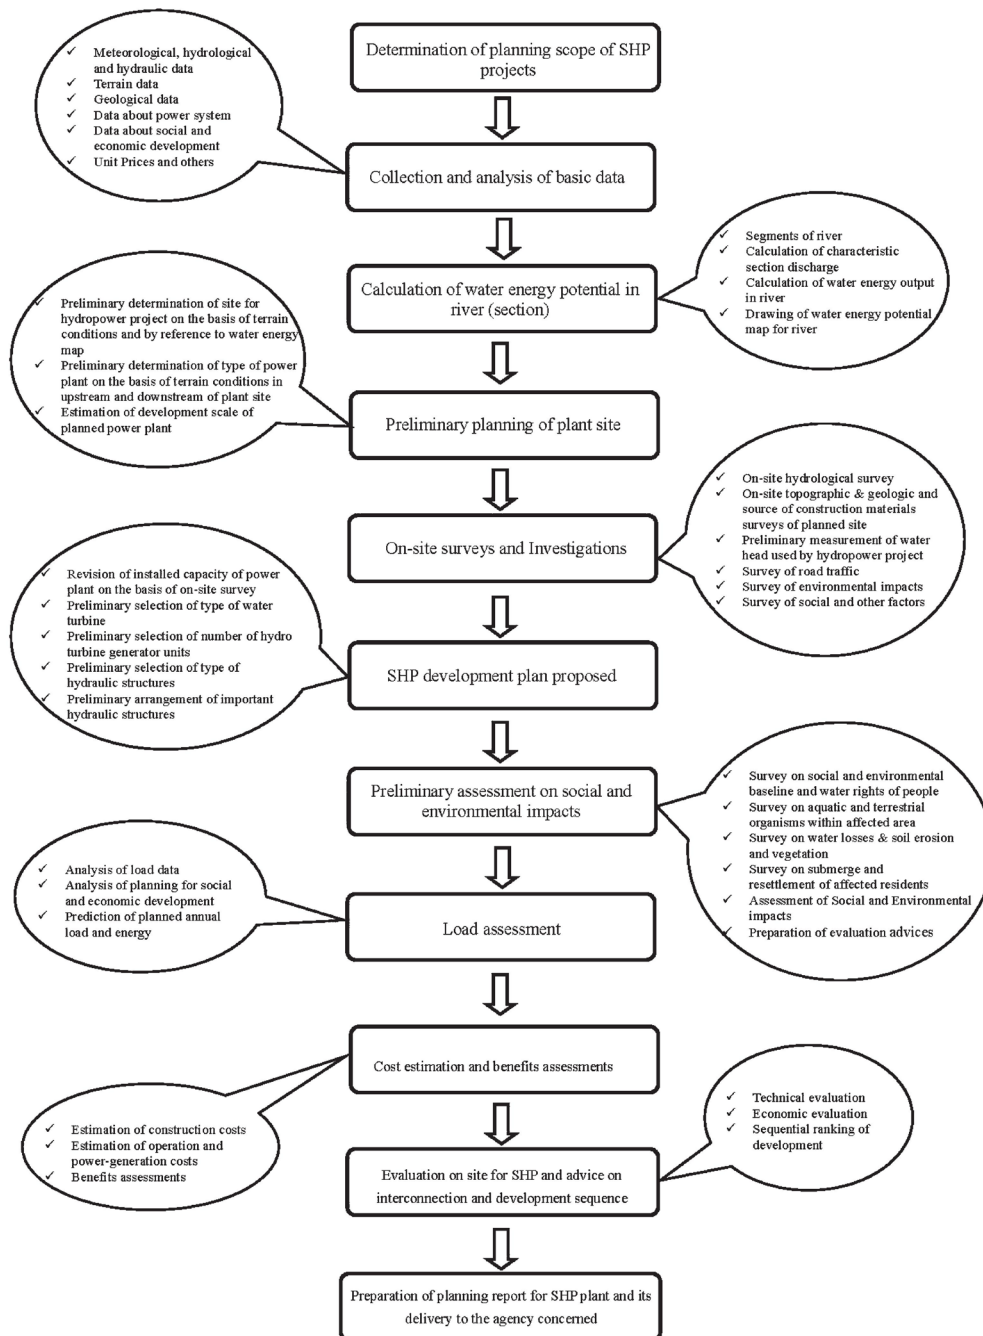 Determination of planning scope of SHP
projects
✓ Meteorological, hydrological
and hydraulic data
✓ Terrain data
✓ Geological data
✓ Data about power system
✓ Data about social and
economic development
✓ Unit Prices and others
Collection and analysis of basic data
Calculation of water energy potential in
river (section)
✓ Segments of river
✓ Calculation of characteristic
section discharge
✓ Calculation of water energy output
in river
✓ Drawing of water energy potential
map for river
✓ Preliminary determination of site for
hydropower project on the basis of terrain
conditions and by reference to water energy
map
✓ Preliminary determination of type of power
plant on the basis of terrain conditions in
upstream and downstream of plant site
✓ Estimation of development scale of
planned power plant
Preliminary planning of plant site
On-site surveys and Investigations
✓ On-site hydrological survey
✓ On-site topographic & geologic and
source of construction materials
surveys of planned site
✓ Preliminary measurement of water
head used by hydropower project
✓ Survey of road traffic
✓ Survey of environmental impacts
✓ Survey of social and other factors
✓ Revision of installed capacity of power
plant on the basis of on-site survey
✓ Preliminary selection of type of water
turbine
✓ Preliminary selection of number of hydro
turbine generator units
✓ Preliminary selection of type of
hydraulic structures
✓ Preliminary arrangement of important
hydraulic structures
SHP development plan proposed
Preliminary assessment on social and
environmental impacts
✓ Survey on social and environmental
baseline and water rights of people
✓ Survey on aquatic and terrestrial
organisms within affected area
✓ Survey on water losses & soil erosion
and vegetation
✓ Survey on submerge and
resettlement of affected residents
✓ Assessment of Social and Environmental
impacts
✓ Preparation of evaluation advices
✓ Analysis of load data
✓ Analysis of planning for social
and economic development
✓ Prediction of planned annual
load and energy
Load assessment
Cost estimation and benefits assessments
✓ Estimation of construction costs
✓ Estimation of operation and
power-generation costs
✓ Benefits assessments
✓ Technical evaluation
✓ Economic evaluation
✓ Sequential ranking of
development
Evaluation on site for SHP and advice on
interconnection and development sequence
Preparation of planning report for SHP plant and its
delivery to the agency concerned